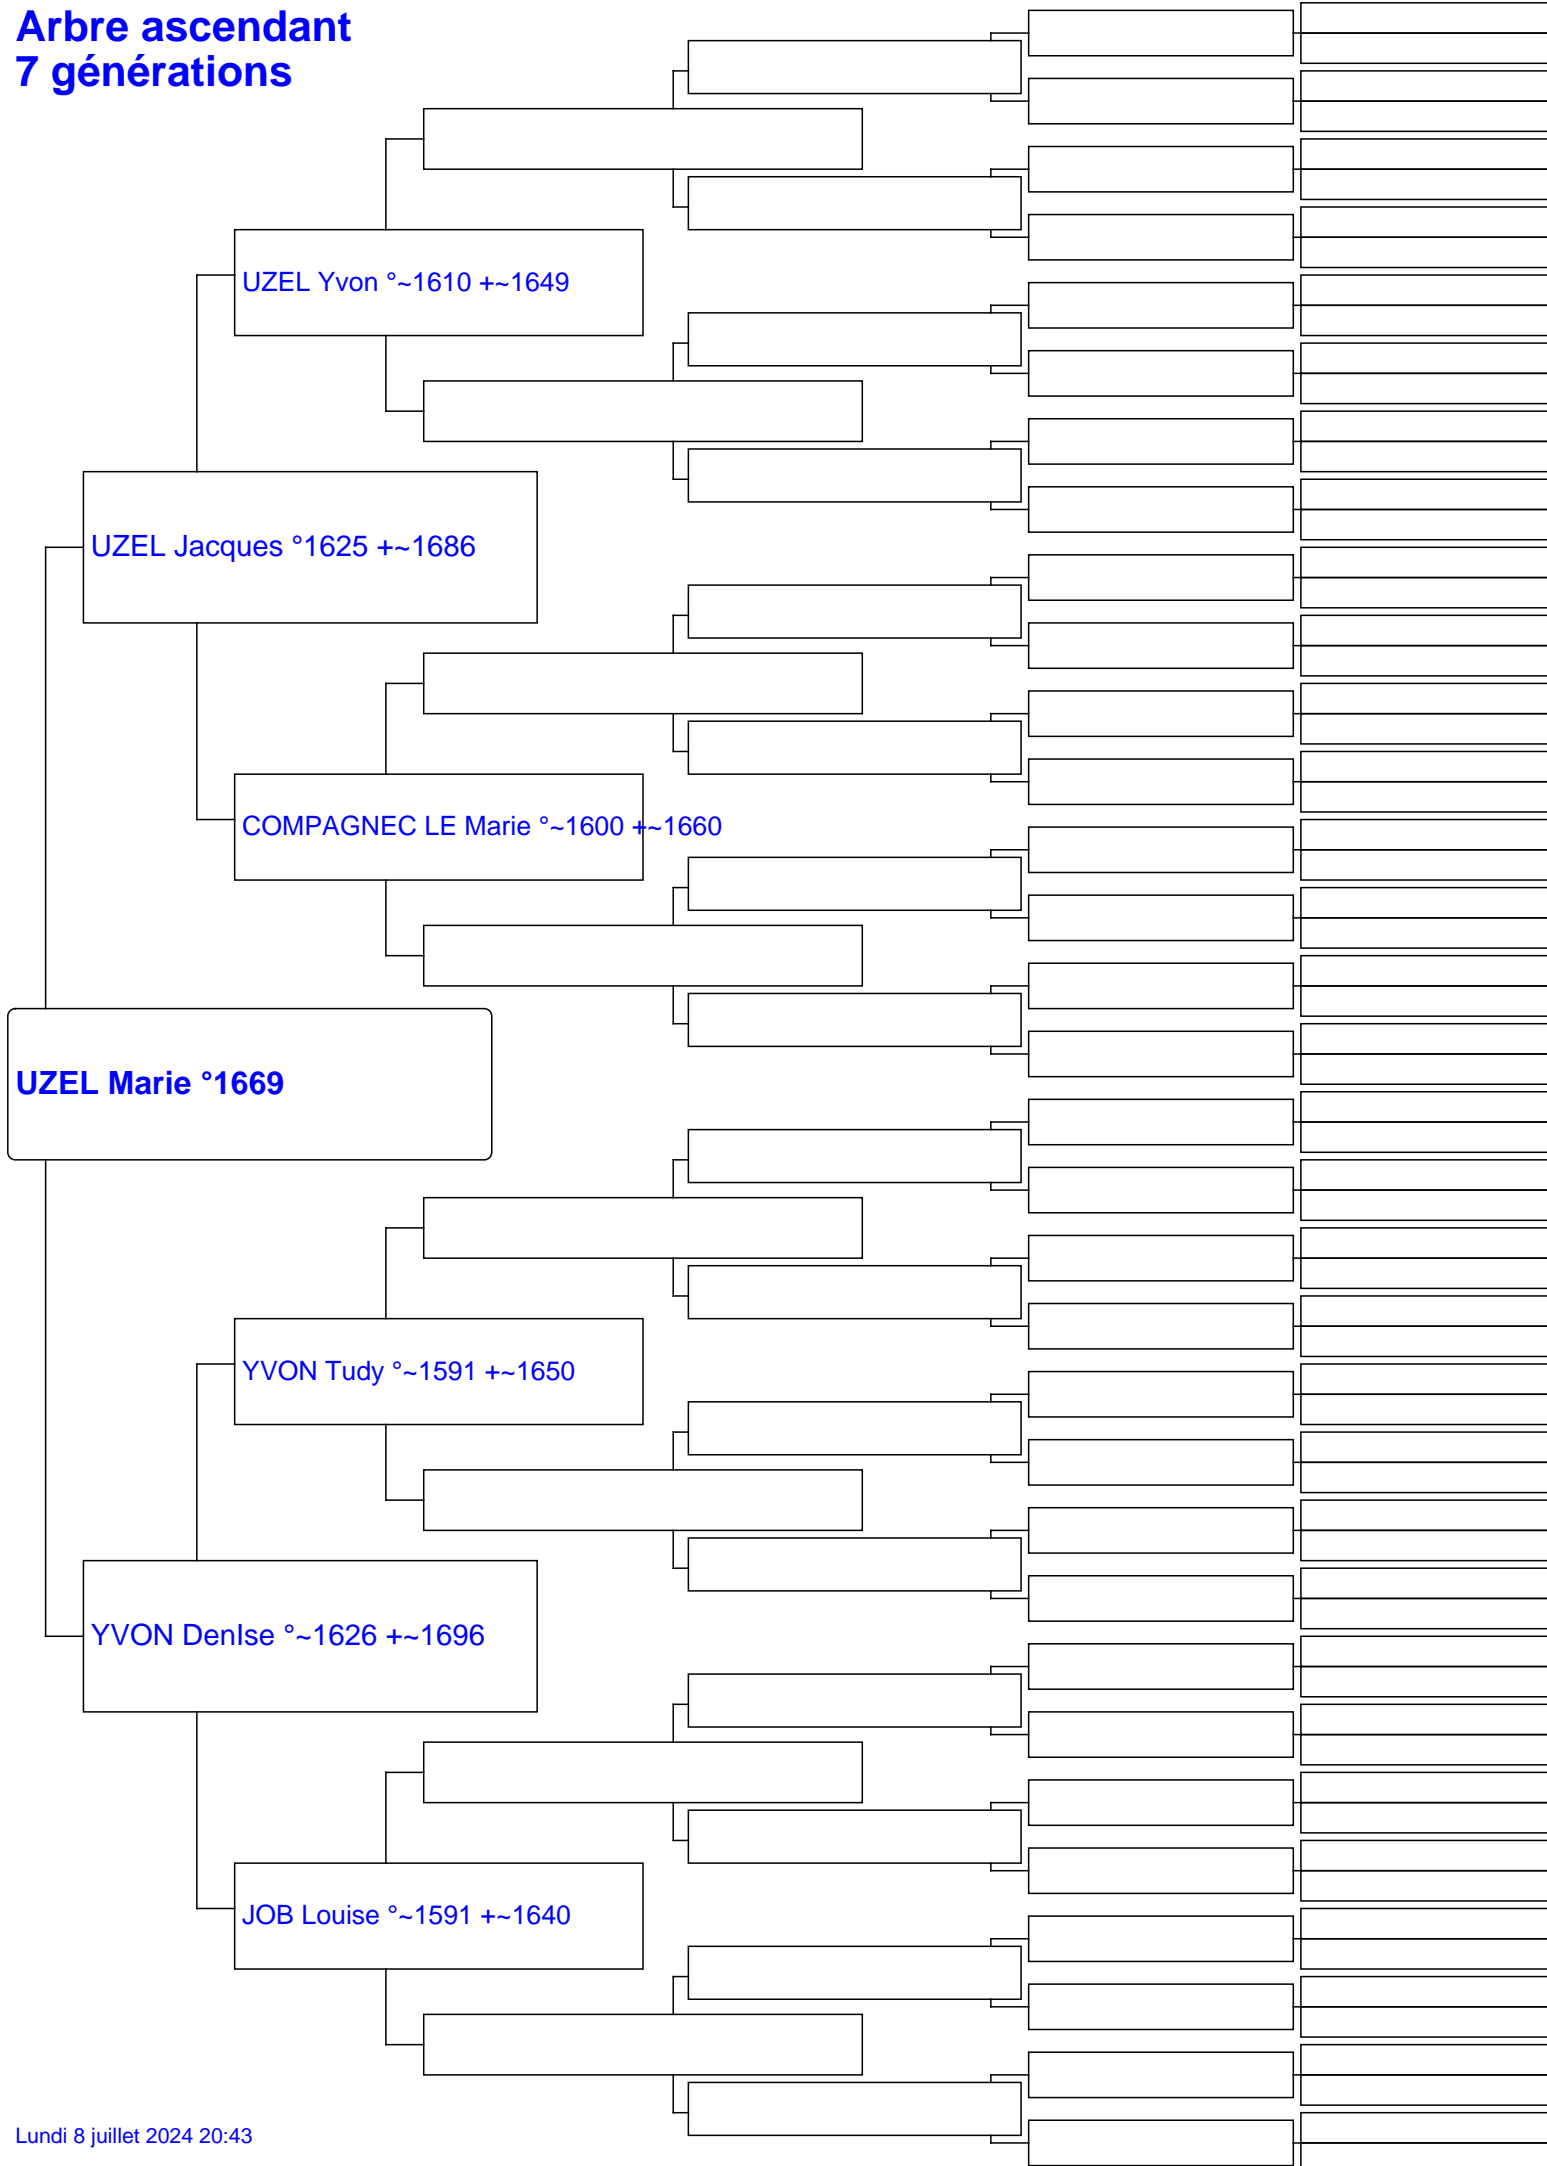 Arbre ascendant
7 générations
UZEL Yvon °~1610 +~1649
UZEL Jacques °1625 +~1686
COMPAGNEC LE Marie °~1600 +~1660
UZEL Marie °1669
YVON Tudy °~1591 +~1650
YVON DenIse °~1626 +~1696
JOB Louise °~1591 +~1640
Lundi 8 juillet 2024 20:43